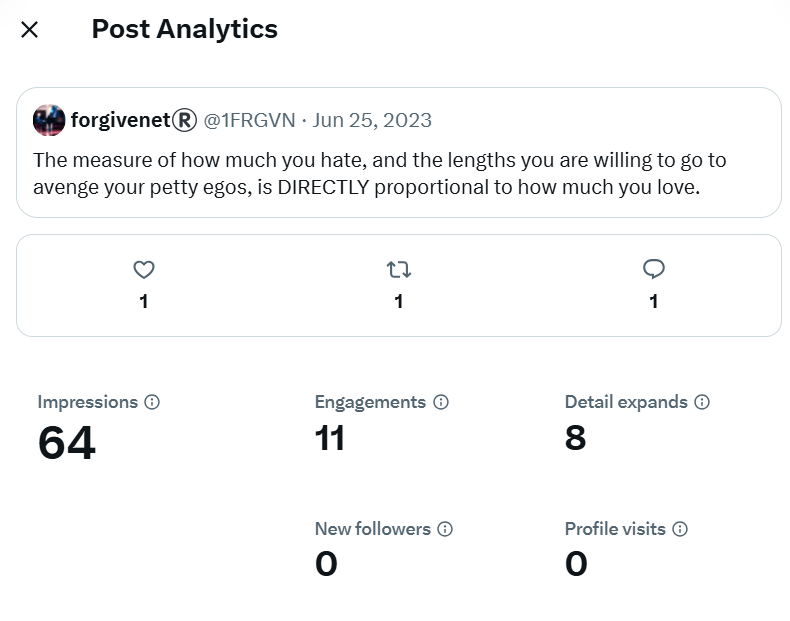 Post Analytics
forgivenet® @1FRGVN · Jun 25, 2023
The measure of how much you hate, and the lengths you are willing to go to
avenge your petty egos, is DIRECTLY proportional to how much you love.
1 1 1
Impressions Engagements Detail expands
64 11 8
New followers Profile visits
0 0